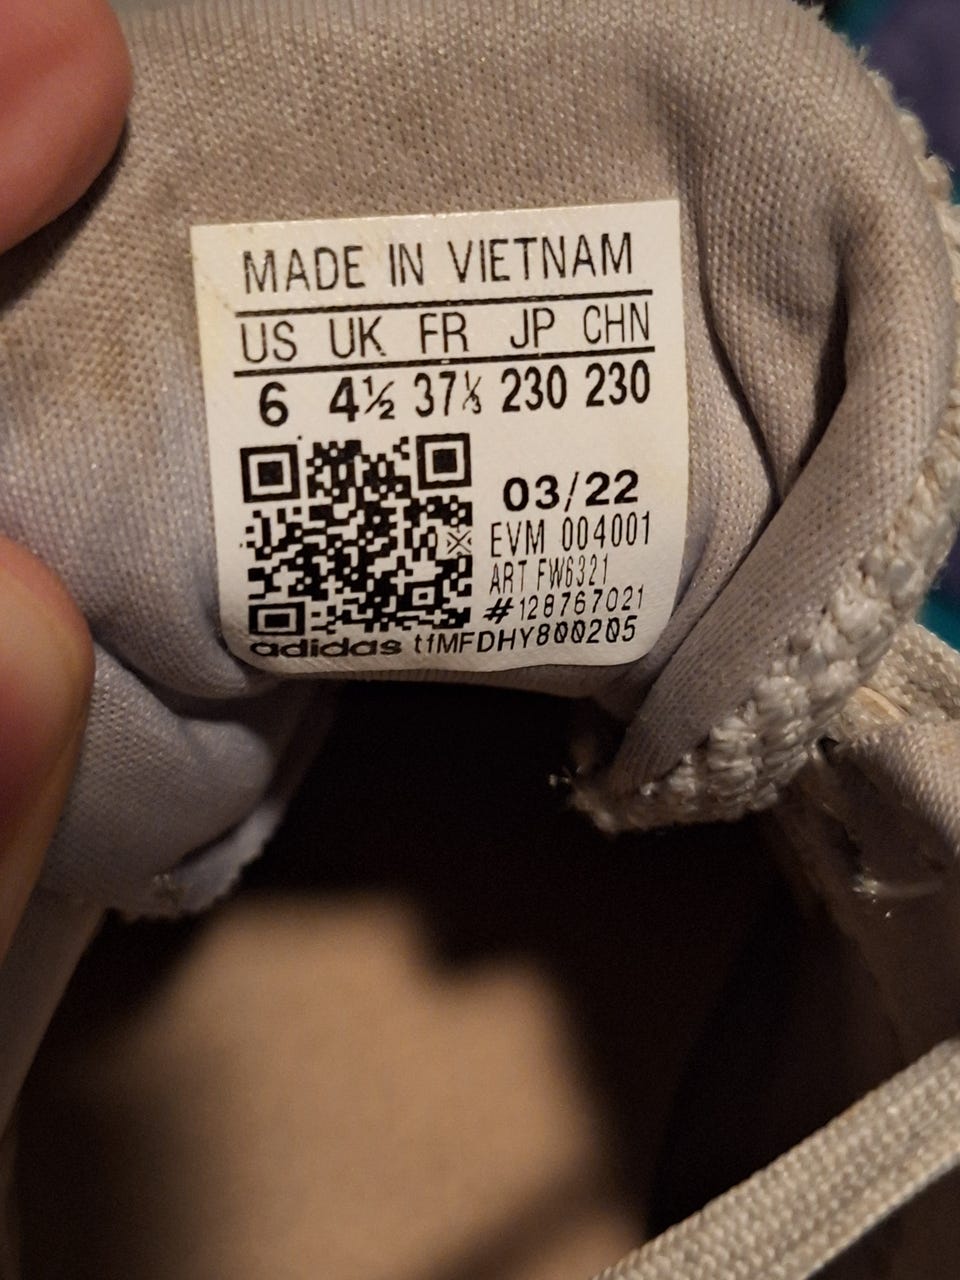 MADE IN VIETNAM
US UK FR JP CHN
6 4½ 37⅓ 230 230
03/22
EVM 004001
ART FW6321
#128767021
adidas tfMFDHY800205